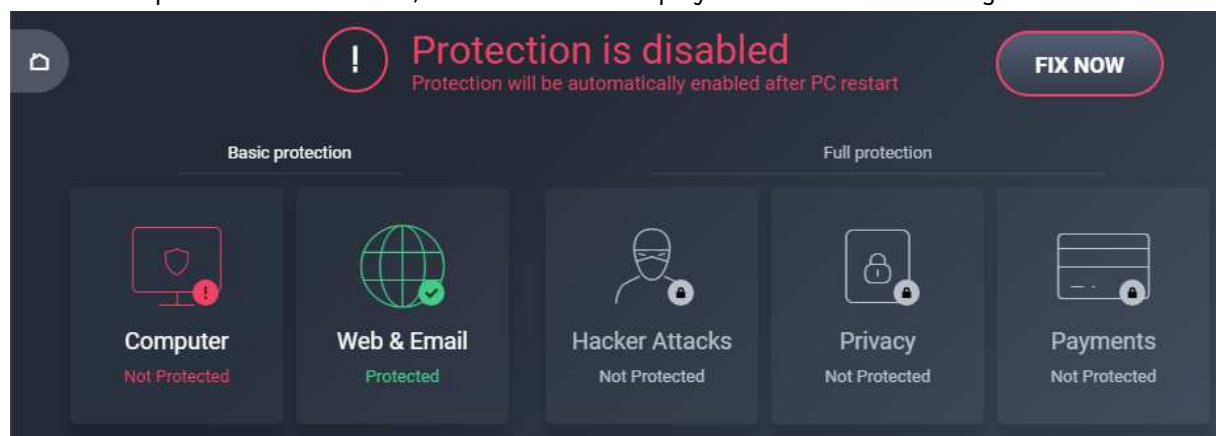 Protection is disabled
Protection will be automatically enabled after PC restart
FIX NOW
Basic protection
Full protection
Computer
Not Protected
Web & Email
Protected
Hacker Attacks
Not Protected
Privacy
Not Protected
Payments
Not Protected